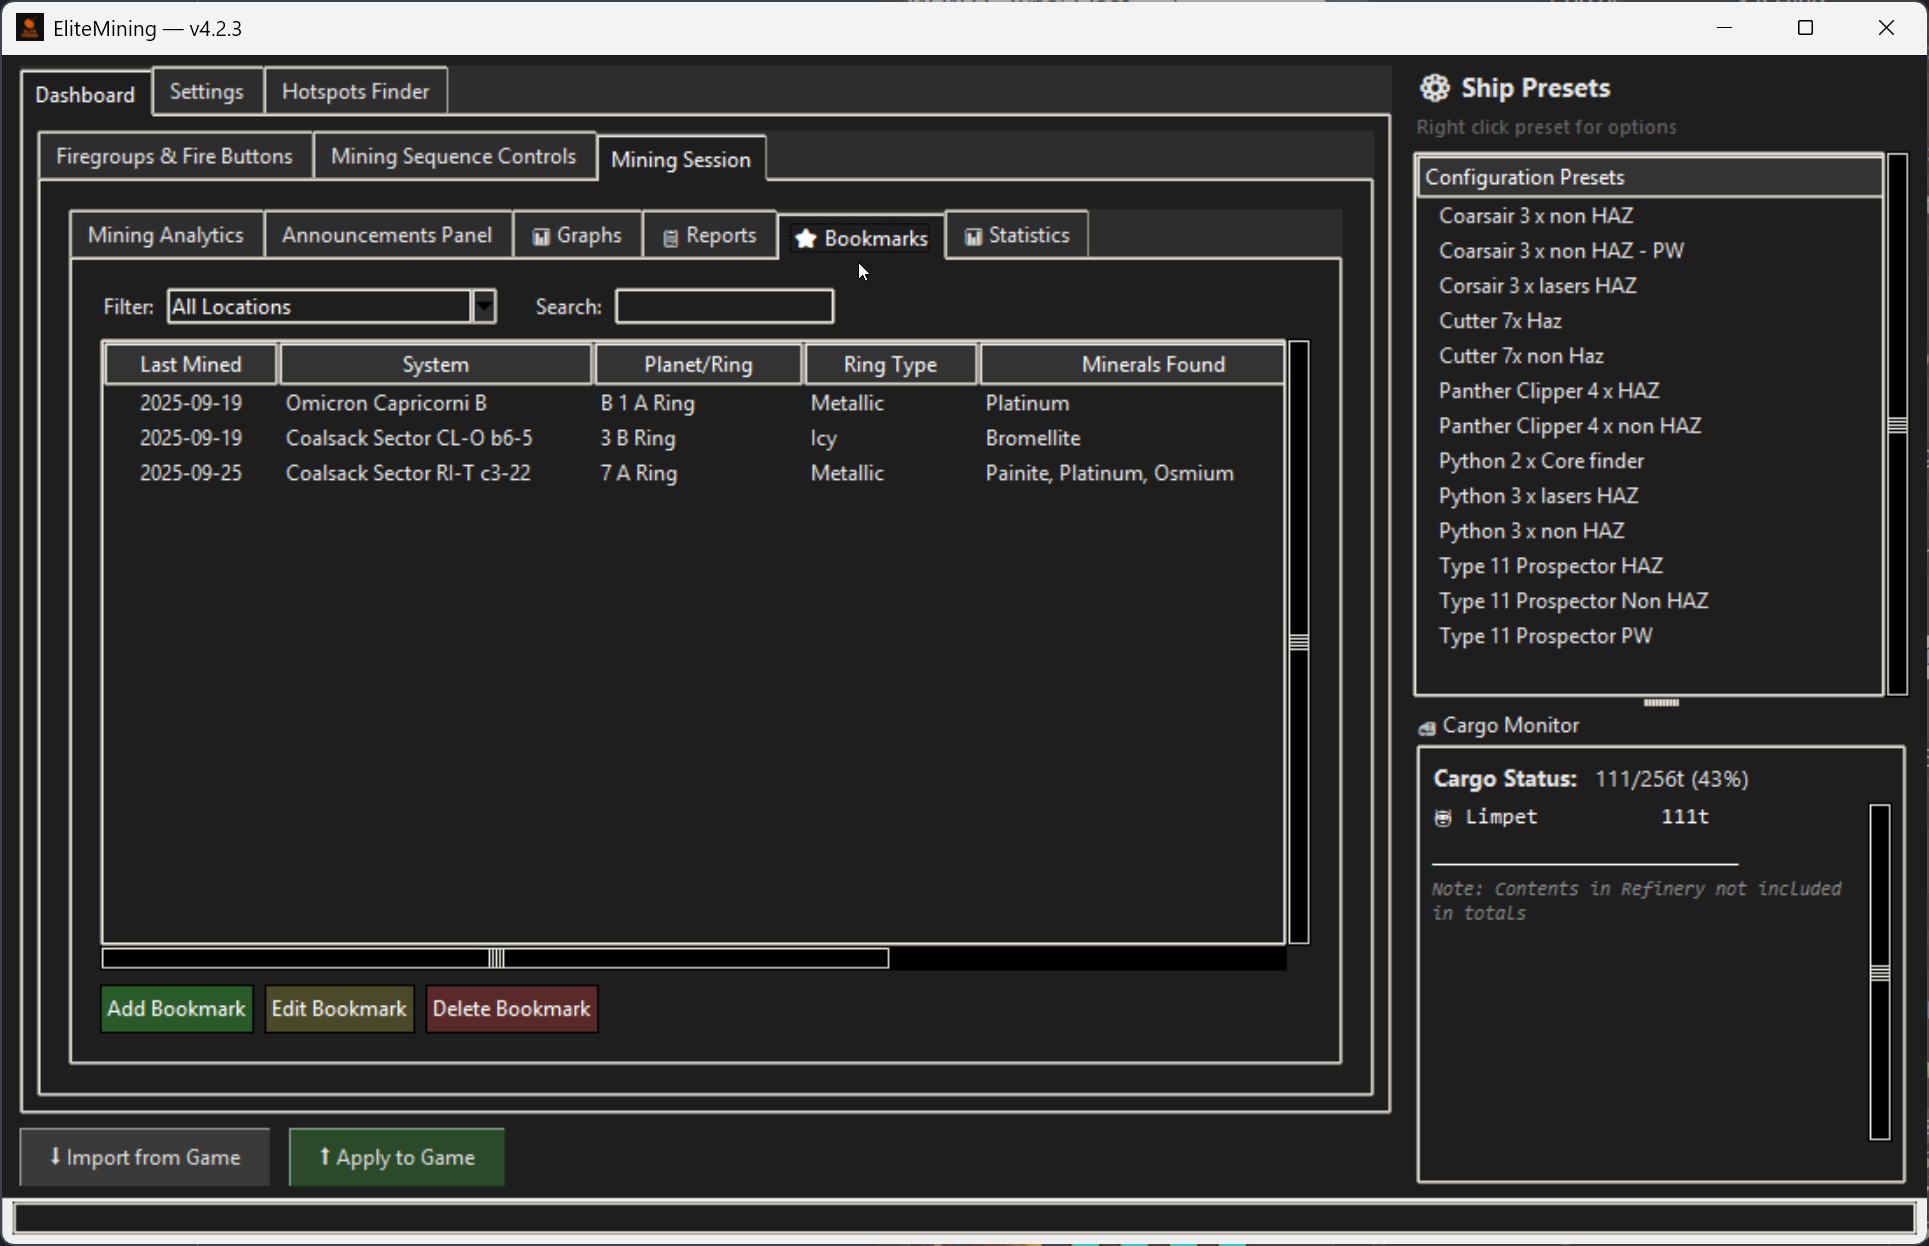 EliteMining — v4.2.3
Dashboard
Settings
Hotspots Finder
Firegroups & Fire Buttons
Mining Sequence Controls
Mining Session
Mining Analytics
Announcements Panel
Graphs
Reports
Bookmarks
Statistics
Filter: All Locations
Search:
Last Mined System Planet/Ring Ring Type Minerals Found
2025-09-19 Omicron Capricorni B B 1 A Ring Metallic Platinum
2025-09-19 Coalsack Sector CL-O b6-5 3 B Ring Icy Bromellite
2025-09-25 Coalsack Sector RI-T c3-22 7 A Ring Metallic Painite, Platinum, Osmium
Add Bookmark
Edit Bookmark
Delete Bookmark
Import from Game
Apply to Game
Ship Presets
Right click preset for options
Configuration Presets
Coarsair 3 x non HAZ
Coarsair 3 x non HAZ - PW
Corsair 3 x lasers HAZ
Cutter 7x Haz
Cutter 7x non Haz
Panther Clipper 4 x HAZ
Panther Clipper 4 x non HAZ
Python 2 x Core finder
Python 3 x lasers HAZ
Python 3 x non HAZ
Type 11 Prospector HAZ
Type 11 Prospector Non HAZ
Type 11 Prospector PW
Cargo Monitor
Cargo Status: 111/256t (43%)
Limpet 111t
Note: Contents in Refinery not included
in totals